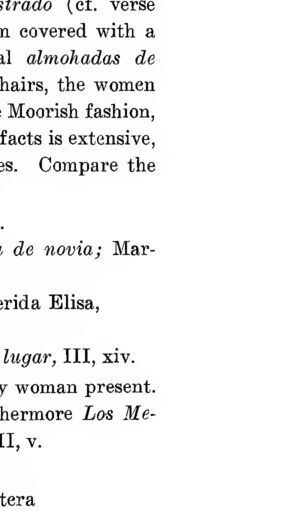 strado (cf. verse
n covered with a
al almohadas de
hairs, the women
Moorish fashion,
facts is extensive,
es. Compare the
.
de novia; Mar-
erida Elisa,
lugar, III, xiv.
y woman present.
hermore Los Me-
II, v.
tera